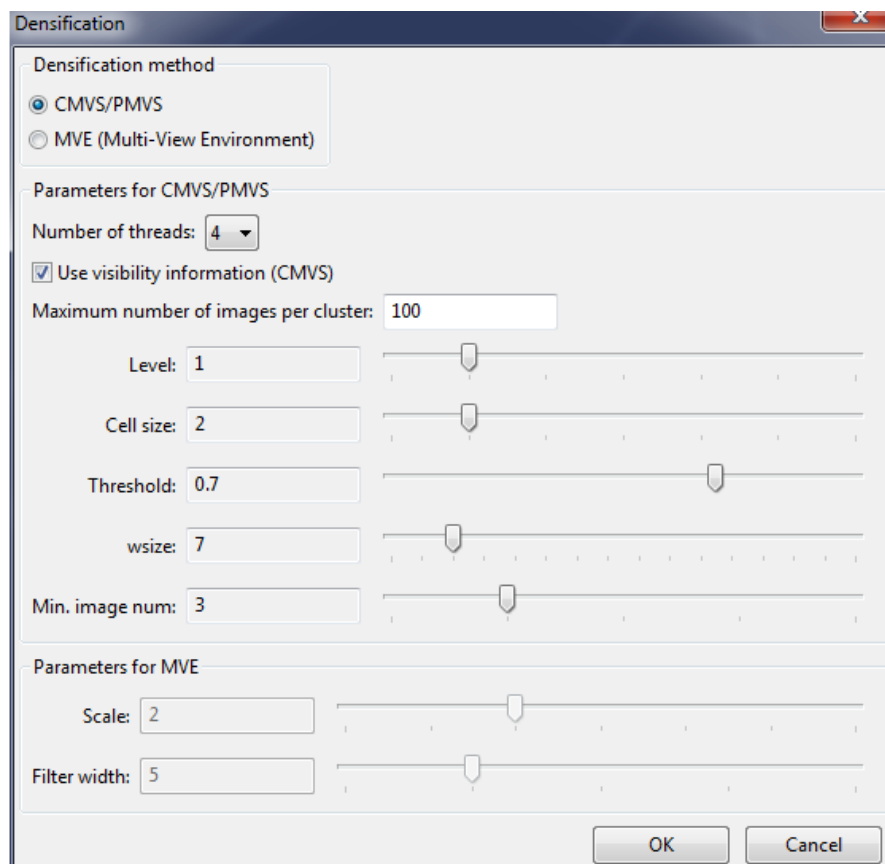 Densification
Densification method
CMVS/PMVS
MVE (Multi-View Environment)
Parameters for CMVS/PMVS
Number of threads: 4
Use visibility information (CMVS)
Maximum number of images per cluster: 100
Level: 1
Cell size: 2
Threshold: 0.7
wsize: 7
Min. image num: 3
Parameters for MVE
Scale: 2
Filter width: 5
OK Cancel